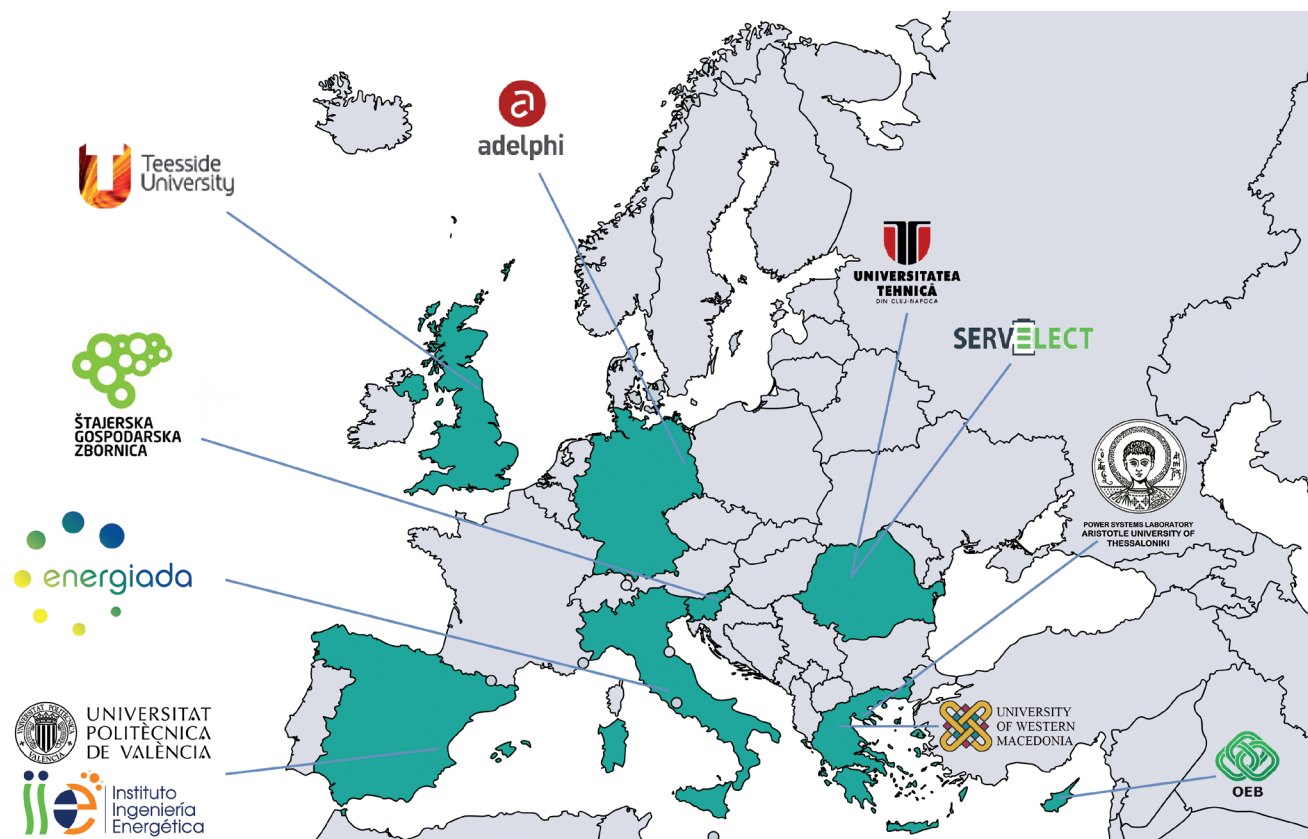 adelphi
Teesside
University
UNIVERSITATEA
TEHNICĂ
DIN CLUJ-NAPOCA
SERVELECT
ŠTAJERSKA
GOSPODARSKA
ZBORNICA
POWER SYSTEMS LABORATORY
ARISTOTLE UNIVERSITY OF
THESSALONIKI
energiada
UNIVERSITAT
POLITÈCNICA
DE VALÈNCIA
iie
Instituto
Ingeniería
Energética
UNIVERSITY
OF WESTERN
MACEDONIA
OEB